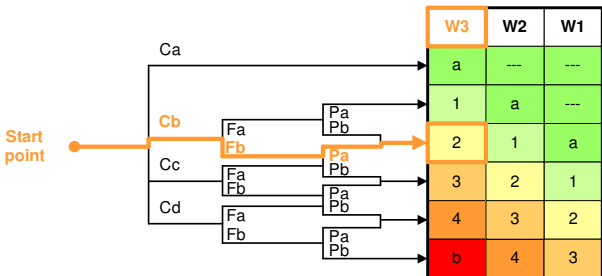 W3 W2 W1
Ca
a --- ---
Pa
1 a ---
Cb
Fa
Pb
Start
point
Fb
2 1 a
Pa
Cc
Fa
Pb
3 2 1
Fb
Pa
Cd
Fa
Pb
4 3 2
Fb
Pa
Pb
b 4 3